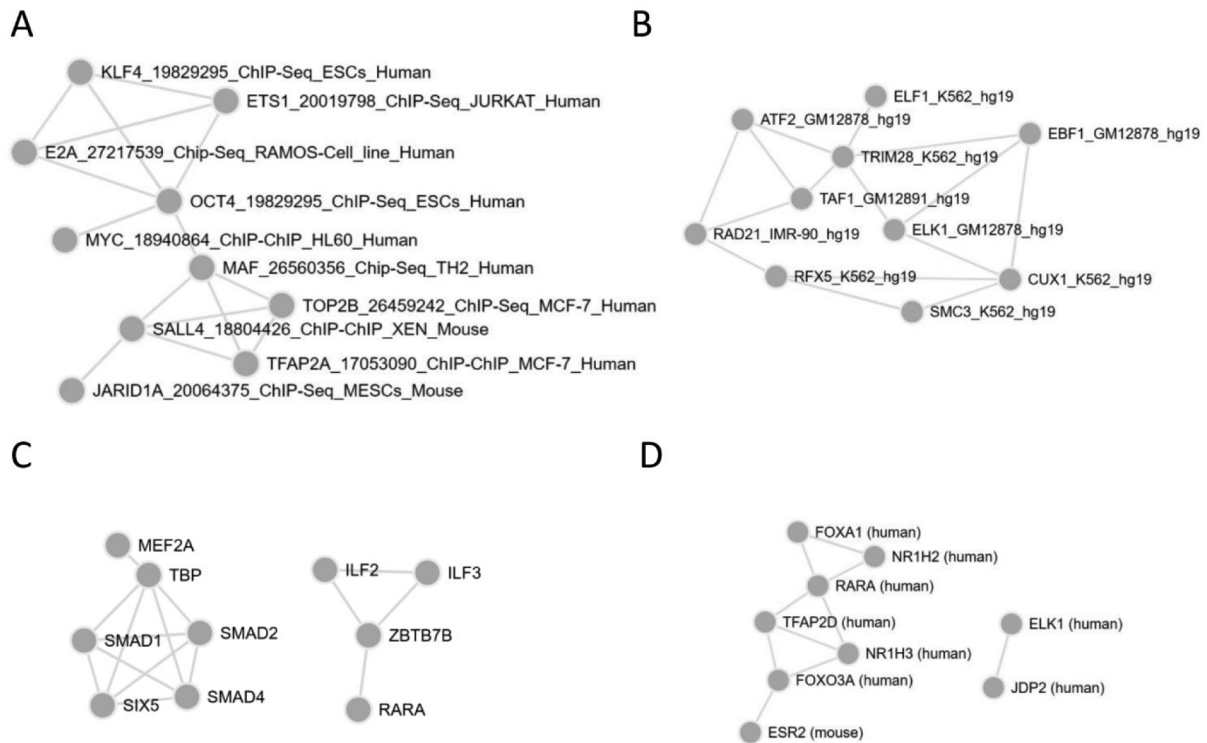 A
KLF4_19829295_ChIP-Seq_ESCs_Human
ETS1_20019798_ChIP-Seq_JURKAT_Human
E2A_27217539_Chip-Seq_RAMOS-Cell_line_Human
OCT4_19829295_ChIP-Seq_ESCs_Human
MYC_18940864_ChIP-ChIP_HL60_Human
MAF_26560356_Chip-Seq_TH2_Human
TOP2B_26459242_ChIP-Seq_MCF-7_Human
SALL4_18804426_ChIP-ChIP_XEN_Mouse
TFAP2A_17053090_ChIP-ChIP_MCF-7_Human
JARID1A_20064375_ChIP-Seq_MESCs_Mouse
B
ELF1_K562_hg19
ATF2_GM12878_hg19
EBF1_GM12878_hg19
TRIM28_K562_hg19
TAF1_GM12891_hg19
RAD21_IMR-90_hg19
ELK1_GM12878_hg19
RFX5_K562_hg19
CUX1_K562_hg19
SMC3_K562_hg19
C
MEF2A
TBP
SMAD1
SMAD2
SIX5
SMAD4
ILF2
ILF3
ZBTB7B
RARA
D
FOXA1 (human)
NR1H2 (human)
RARA (human)
TFAP2D (human)
NR1H3 (human)
FOXO3A (human)
ESR2 (mouse)
ELK1 (human)
JDP2 (human)